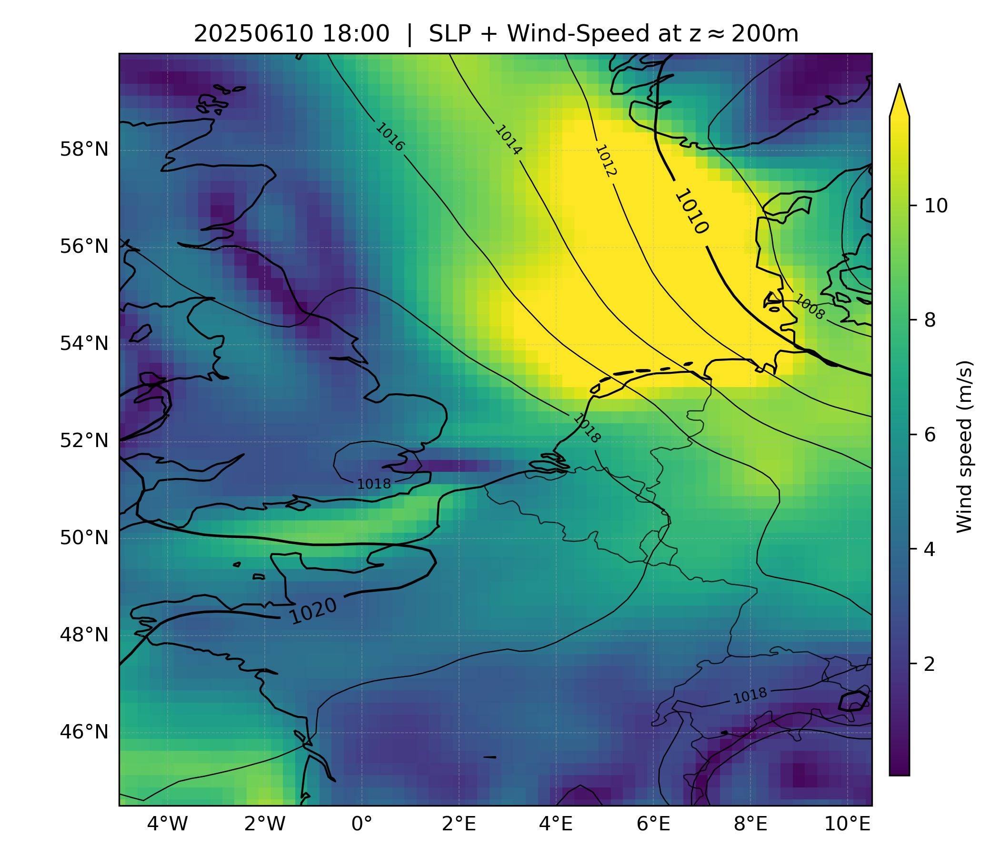 20250610 18:00 | SLP + Wind-Speed at z ≈ 200m
58°N
56°N
54°N
52°N
50°N
48°N
46°N
4°W 2°W 0° 2°E 4°E 6°E 8°E 10°E
1016
1014
1012
1010
1008
1018
1018
1020
1018
10
8
6
4
2
Wind speed (m/s)